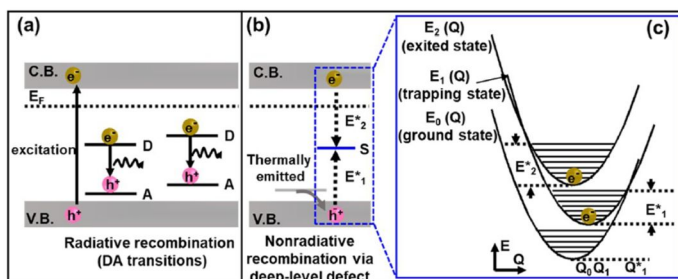 (a)
C.B.
e⁻
E_F
excitation
e⁻
D
h⁺
A
e⁻
D
h⁺
A
V.B.
h⁺
Radiative recombination
(DA transitions)
(b)
C.B.
e⁻
E*₂
S
Thermally
emitted
E*₁
V.B.
h⁺
Nonradiative
recombination via
deep-level defect
(c)
E₂ (Q)
(exited state)
E₁ (Q)
(trapping state)
E₀ (Q)
(ground state)
E*₂
e⁻
e⁻
E*₁
E
Q
Q₀ Q₁ Q*₁